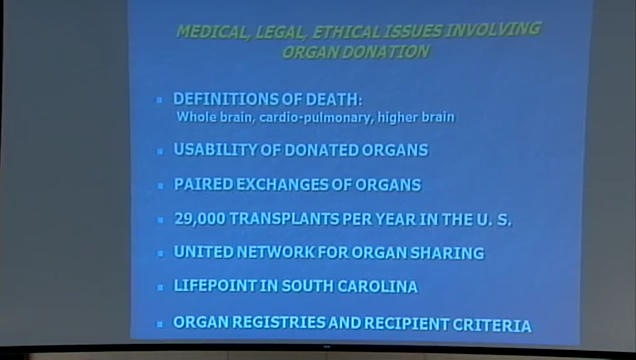 MEDICAL, LEGAL, ETHICAL ISSUES INVOLVING
ORGAN DONATION
DEFINITIONS OF DEATH:
Whole brain, cardio-pulmonary, higher brain
USABILITY OF DONATED ORGANS
PAIRED EXCHANGES OF ORGANS
29,000 TRANSPLANTS PER YEAR IN THE U. S.
UNITED NETWORK FOR ORGAN SHARING
LIFEPOINT IN SOUTH CAROLINA
ORGAN REGISTRIES AND RECIPIENT CRITERIA